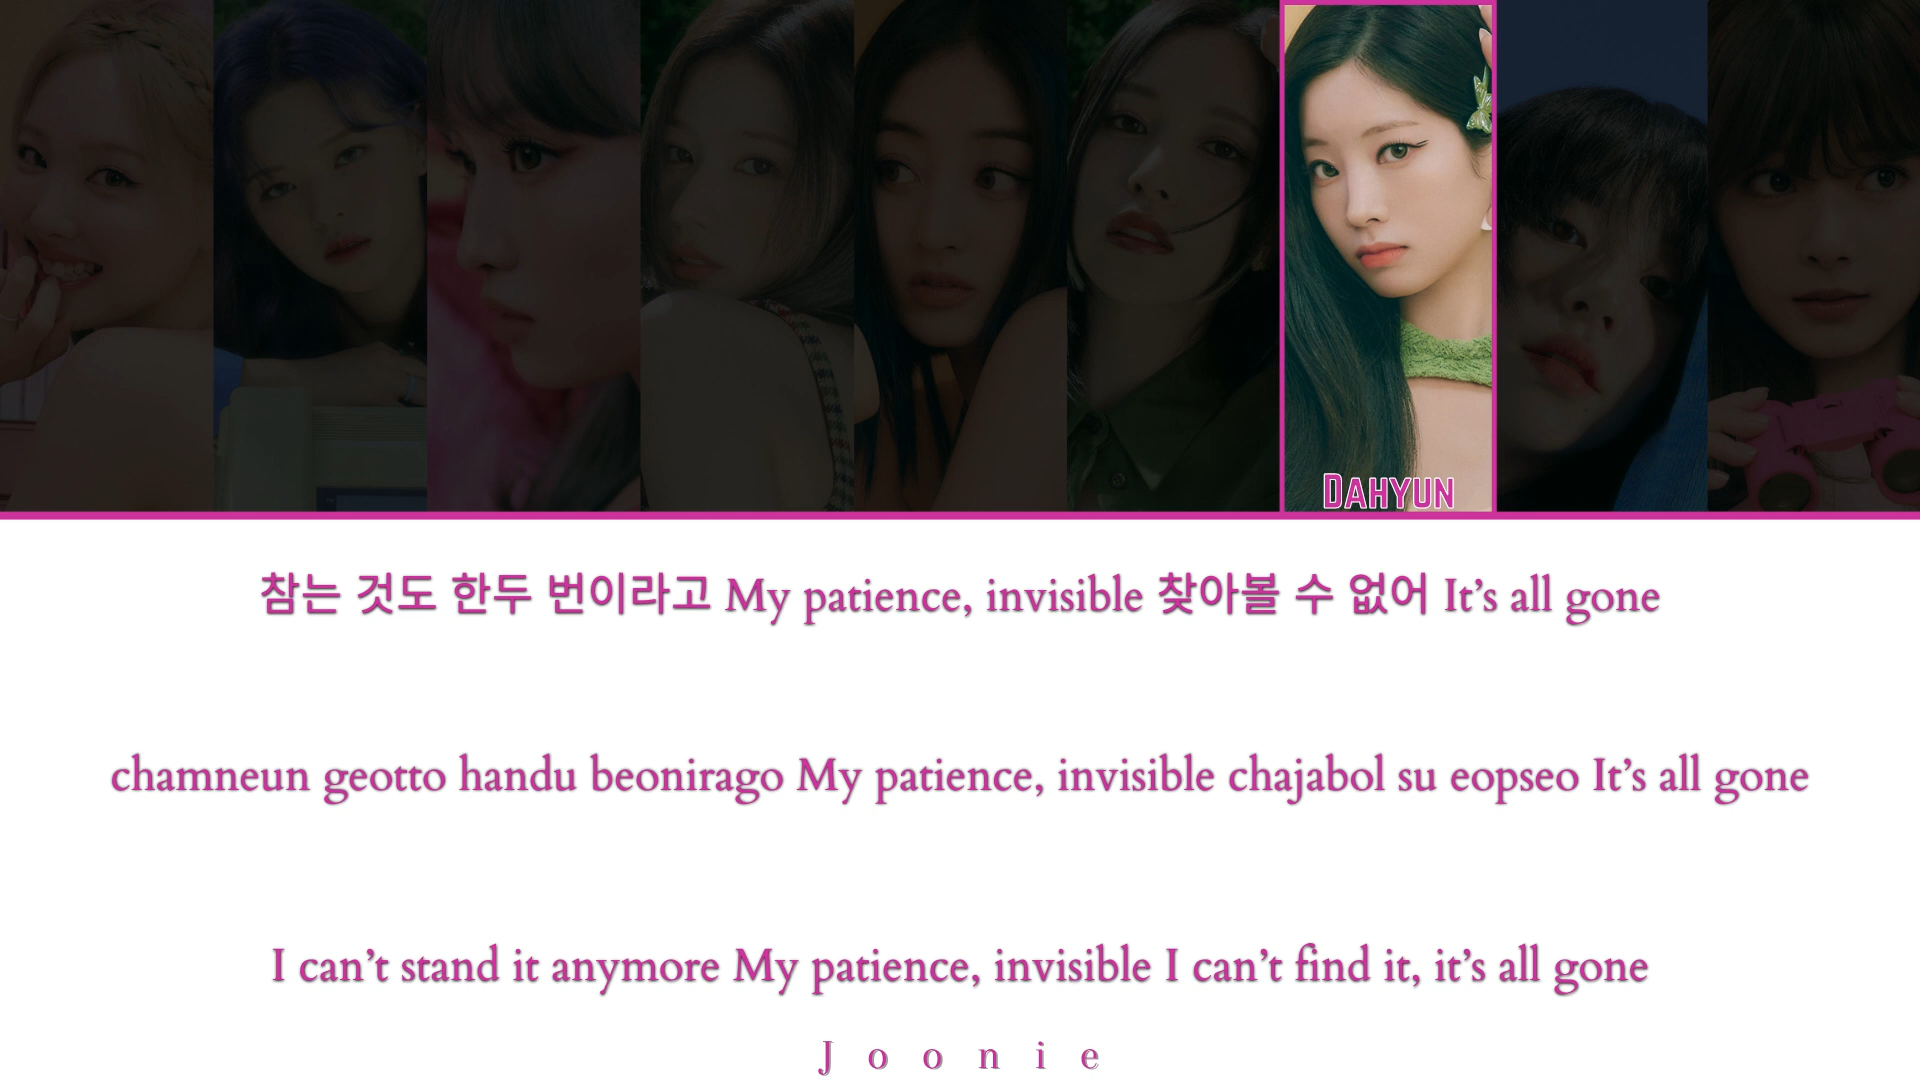 DAHYUN
참는 것도 한두 번이라고 My patience, invisible 찾아볼 수 없어 It’s all gone
chamneun geotto handu beonirago My patience, invisible chajabol su eopseo It’s all gone
I can’t stand it anymore My patience, invisible I can’t find it, it’s all gone
Joonie